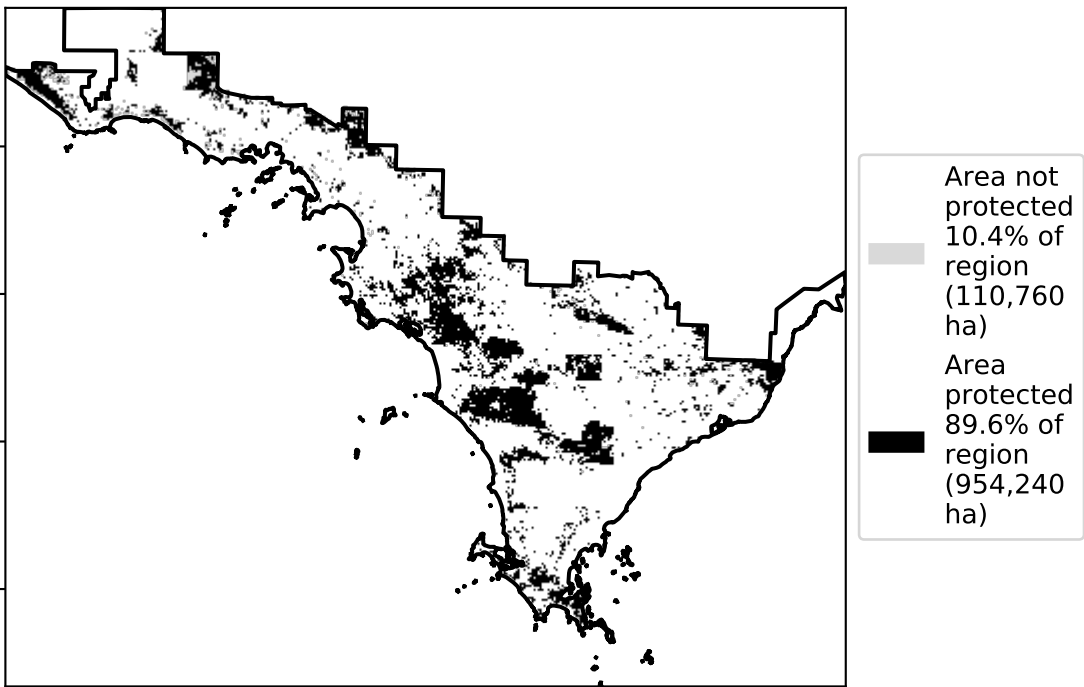 Area not
protected
10.4% of
region
(110,760
ha)
Area
protected
89.6% of
region
(954,240
ha)